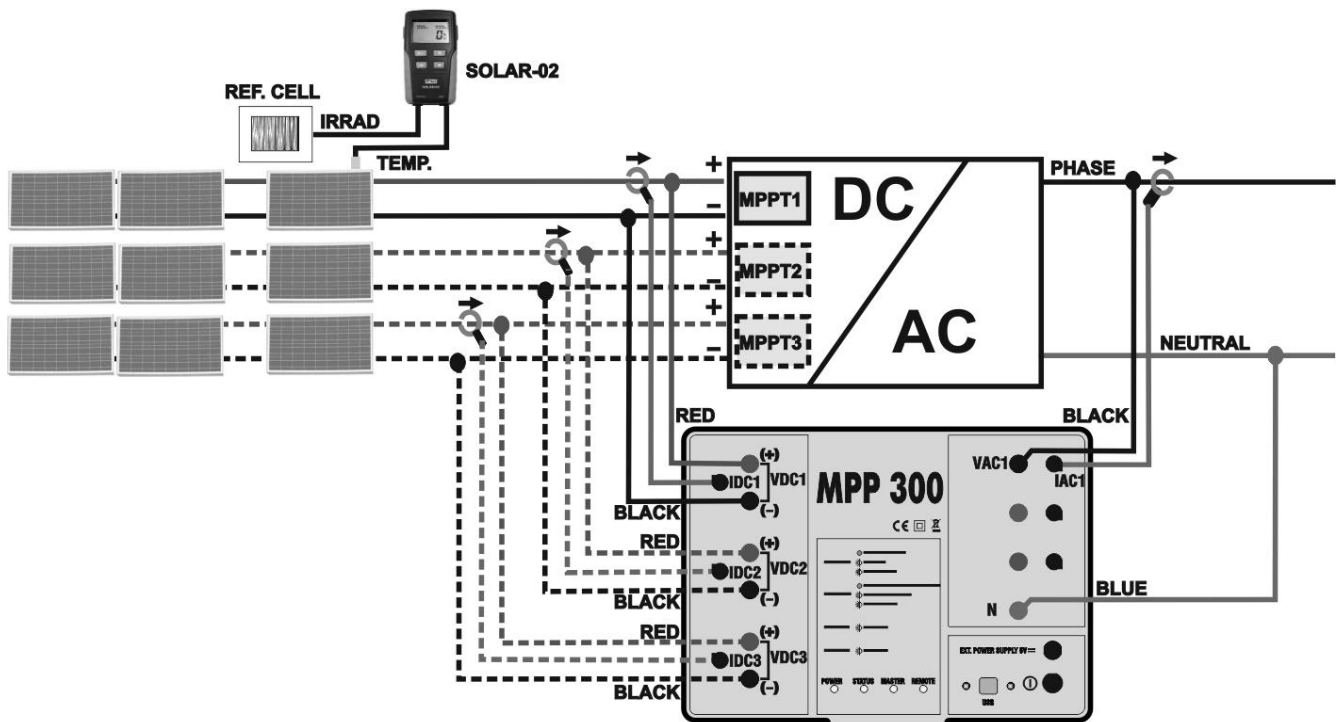 SOLAR-02
REF. CELL
IRRAD
TEMP.
+
−
MPPT1
+
−
MPPT2
+
−
MPPT3
DC
AC
PHASE
NEUTRAL
RED
BLACK
(+)
IDC1
VDC1
(−)
BLACK
RED
(+)
IDC2
VDC2
(−)
BLACK
RED
(+)
IDC3
VDC3
(−)
BLACK
MPP 300
CE
POWER STATUS MASTER REMOTE
VAC1
IAC1
N
BLUE
EXT. POWER SUPPLY 5V
USB